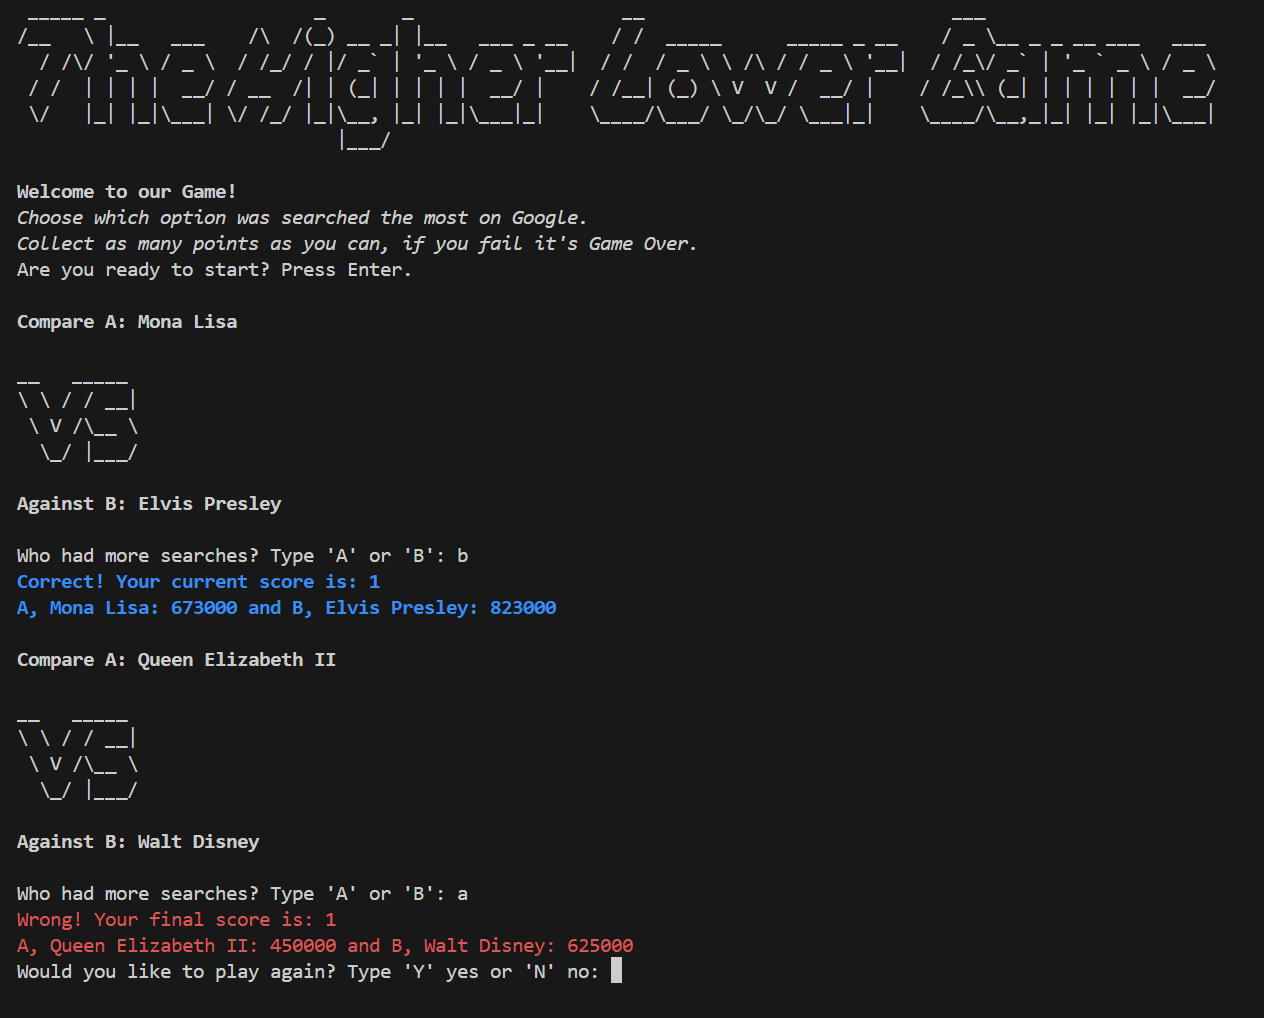 The Higher Lower Game
Welcome to our Game!
Choose which option was searched the most on Google.
Collect as many points as you can, if you fail it's Game Over.
Are you ready to start? Press Enter.
Compare A: Mona Lisa
VS
Against B: Elvis Presley
Who had more searches? Type 'A' or 'B': b
Correct! Your current score is: 1
A, Mona Lisa: 673000 and B, Elvis Presley: 823000
Compare A: Queen Elizabeth II
VS
Against B: Walt Disney
Who had more searches? Type 'A' or 'B': a
Wrong! Your final score is: 1
A, Queen Elizabeth II: 450000 and B, Walt Disney: 625000
Would you like to play again? Type 'Y' yes or 'N' no: